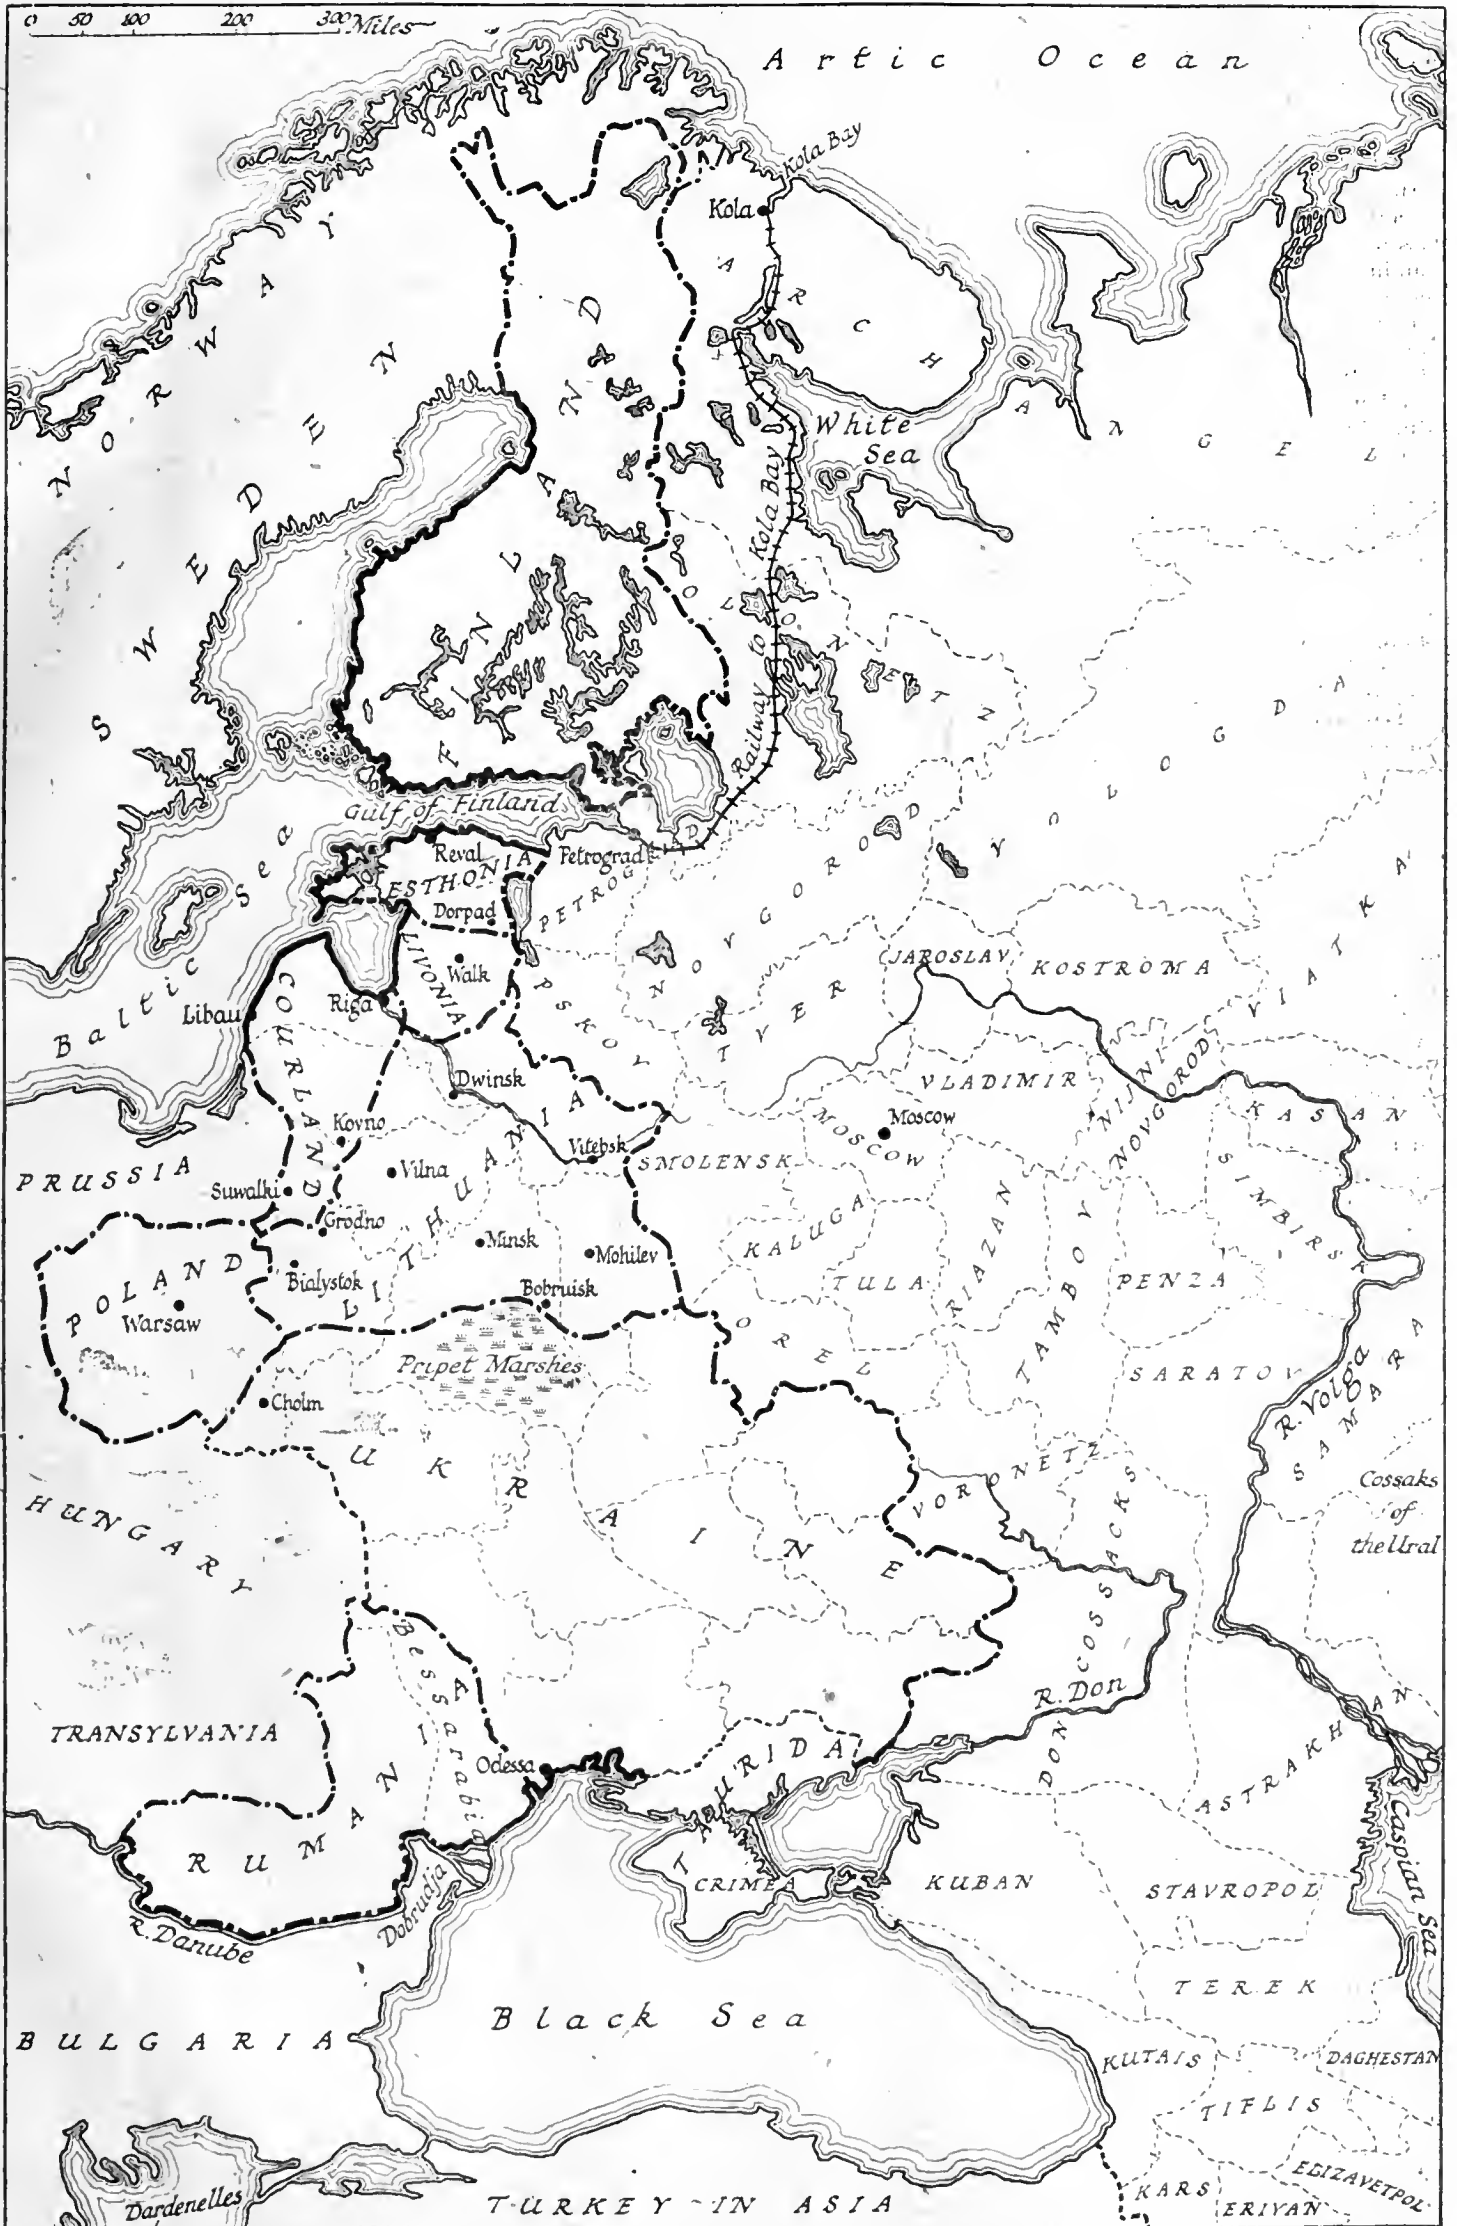 0 50 100 200 300 Miles
Artic Ocean
Kola Bay
Kola
NORWAY
SWEDEN
FINLAND
ARCHANGEL
White Sea
Railway to Kola Bay
OLONETZ
VOLOGDA
Gulf of Finland
Baltic Sea
Reval
ESTHONIA
Petrograd
PETROGRAD
Dorpad
NOVGOROD
LIVONIA
Walk
PSKOV
TVER
JAROSLAV
KOSTROMA
VIATKA
COURLAND
Riga
Libau
Dwinsk
VLADIMIR
NIJNI
NOVGOROD
KASAN
Moscow
MOSCOW
Kovno
Vitebsk
SMOLENSK
SIMBIRSK
PRUSSIA
Vilna
Suwalki
LITHUANIA
Grodno
Minsk
Mohilev
KALUGA
RIAZAN
TULA
TAMBOV
PENZA
POLAND
Bialystok
Bobruisk
Warsaw
OREL
Pripet Marshes
SARATOV
R. Volga
SAMARA
Cholm
UKRAINE
VORONETZ
Cossaks
of
the Ural
HUNGARY
DON COSSACKS
R. Don
Bessarabia
TRANSYLVANIA
Odessa
TAURIDA
ASTRAKHAN
RUMANIA
Caspian Sea
CRIMEA
KUBAN
STAVROPOL
Dobrudja
R. Danube
TEREK
Black Sea
BULGARIA
KUTAIS
DAGHESTAN
TIFLIS
ELIZAVETPOL
KARS
ERIVAN
Dardenelles
TURKEY IN ASIA